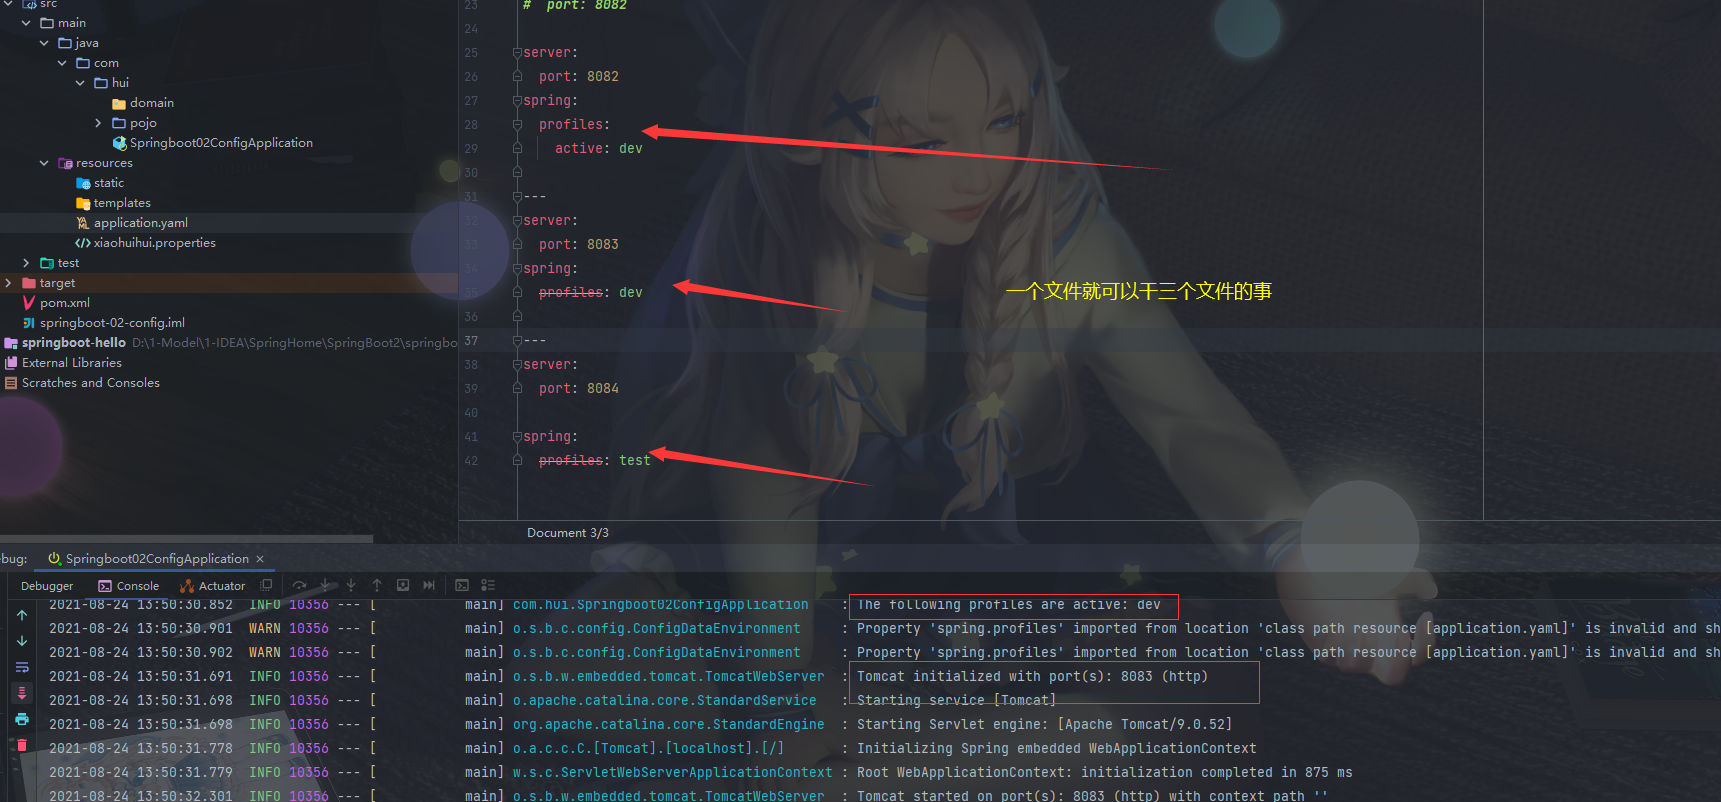 src
main
java
com
hui
domain
pojo
Springboot02ConfigApplication
resources
static
templates
application.yaml
xiaohuihui.properties
test
target
pom.xml
springboot-02-config.iml
springboot-hello D:\1-Model\1-IDEA\SpringHome\SpringBoot2\springbo
External Libraries
Scratches and Consoles
23 # port: 8082
24
25 server:
26 port: 8082
27 spring:
28 profiles:
29 active: dev
30
31 ---
32 server:
33 port: 8083
34 spring:
35 profiles: dev
36
37 ---
38 server:
39 port: 8084
40
41 spring:
42 profiles: test
一个文件就可以干三个文件的事
Document 3/3
ebug: Springboot02ConfigApplication ×
Debugger Console Actuator
2021-08-24 13:50:30.852 INFO 10356 --- [ main] com.hui.Springboot02ConfigApplication : The following profiles are active: dev
2021-08-24 13:50:30.901 WARN 10356 --- [ main] o.s.b.c.config.ConfigDataEnvironment : Property 'spring.profiles' imported from location 'class path resource [application.yaml]' is invalid and sh
2021-08-24 13:50:30.902 WARN 10356 --- [ main] o.s.b.c.config.ConfigDataEnvironment : Property 'spring.profiles' imported from location 'class path resource [application.yaml]' is invalid and sh
2021-08-24 13:50:31.691 INFO 10356 --- [ main] o.s.b.w.embedded.tomcat.TomcatWebServer : Tomcat initialized with port(s): 8083 (http)
2021-08-24 13:50:31.698 INFO 10356 --- [ main] o.apache.catalina.core.StandardService : Starting service [Tomcat]
2021-08-24 13:50:31.698 INFO 10356 --- [ main] org.apache.catalina.core.StandardEngine : Starting Servlet engine: [Apache Tomcat/9.0.52]
2021-08-24 13:50:31.778 INFO 10356 --- [ main] o.a.c.c.C.[Tomcat].[localhost].[/] : Initializing Spring embedded WebApplicationContext
2021-08-24 13:50:31.779 INFO 10356 --- [ main] w.s.c.ServletWebServerApplicationContext : Root WebApplicationContext: initialization completed in 875 ms
2021-08-24 13:50:32.301 INFO 10356 --- [ main] o.s.b.w.embedded.tomcat.TomcatWebServer : Tomcat started on port(s): 8083 (http) with context path ''